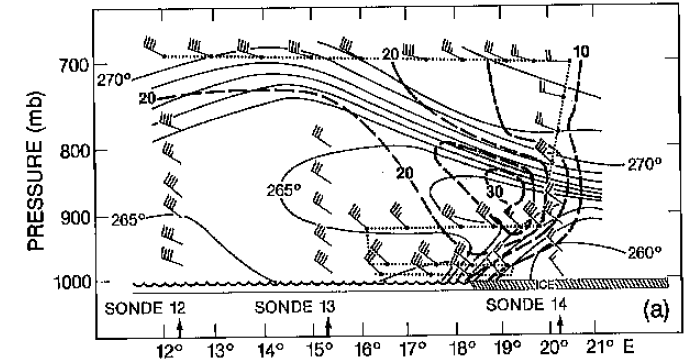 20
10
700
270°
20
PRESSURE (mb)
800
270°
20
30
265°
265°
900
260°
1000
ICE
SONDE 12
SONDE 13
SONDE 14
(a)
12° 13° 14° 15° 16° 17° 18° 19° 20° 21° E